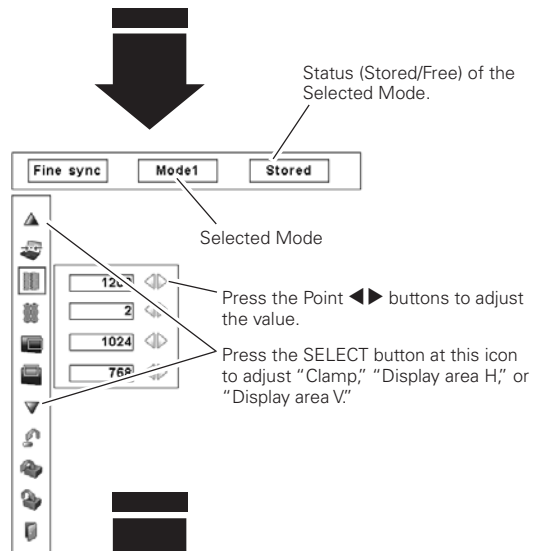 Status (Stored/Free) of the
Selected Mode.
Fine sync
Mode1
Stored
Selected Mode
Press the Point ◀▶ buttons to adjust
the value.
2
1024
768
Press the SELECT button at this icon
to adjust “Clamp,” “Display area H,” or
“Display area V.”